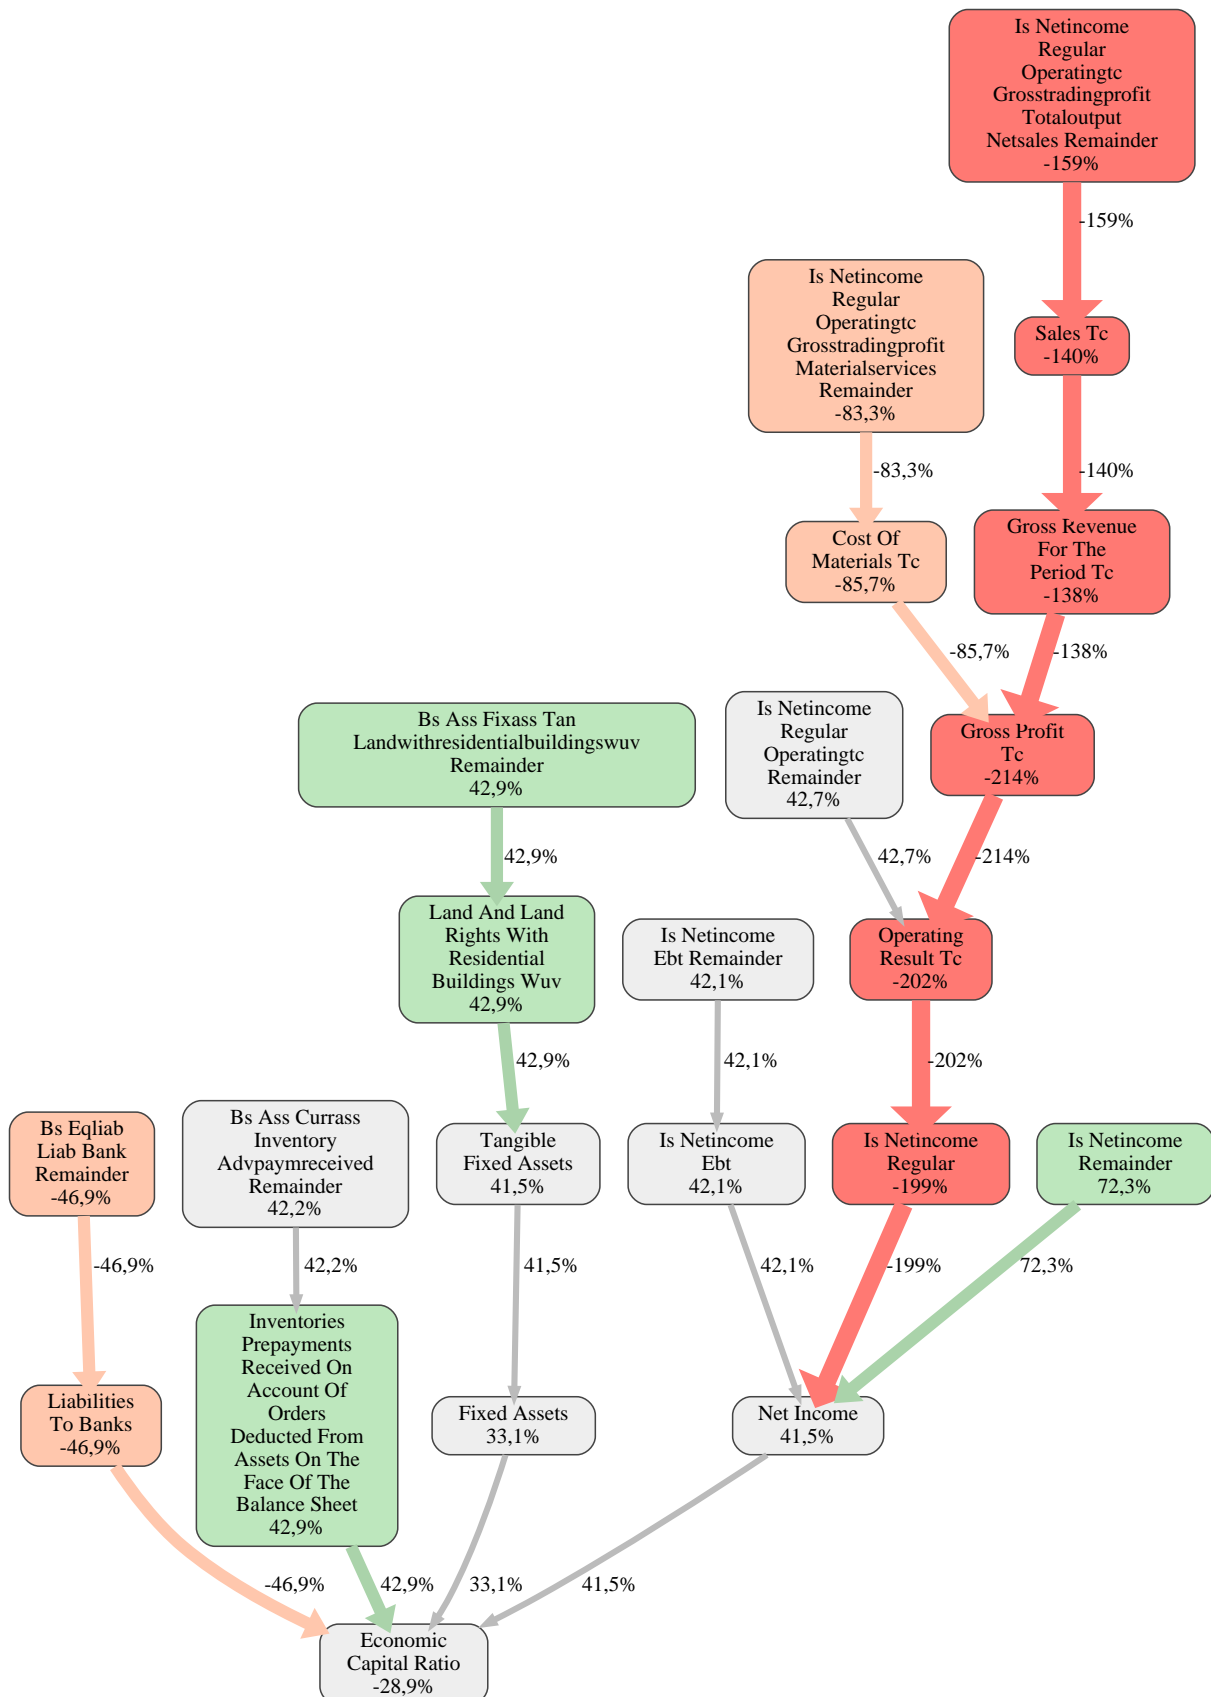 Is Netincome
Regular
Operatingtc
Grosstradingprofit
Totaloutput
Netsales Remainder
-159%
-159%
Is Netincome
Regular
Operatingtc
Grosstradingprofit
Materialservices
Remainder
-83,3%
Sales Tc
-140%
-83,3%
-140%
Cost Of
Materials Tc
-85,7%
Gross Revenue
For The
Period Tc
-138%
-85,7%
-138%
Bs Ass Fixass Tan
Landwithresidentialbuildingswuv
Remainder
42,9%
Is Netincome
Regular
Operatingtc
Remainder
42,7%
Gross Profit
Tc
-214%
42,9%
42,7%
-214%
Land And Land
Rights With
Residential
Buildings Wuv
42,9%
Is Netincome
Ebt Remainder
42,1%
Operating
Result Tc
-202%
42,9%
42,1%
-202%
Bs Eqliab
Liab Bank
Remainder
-46,9%
Bs Ass Currass
Inventory
Advpaymreceived
Remainder
42,2%
Tangible
Fixed Assets
41,5%
Is Netincome
Ebt
42,1%
Is Netincome
Regular
-199%
Is Netincome
Remainder
72,3%
-46,9%
42,2%
41,5%
42,1%
-199%
72,3%
Liabilities
To Banks
-46,9%
Inventories
Prepayments
Received On
Account Of
Orders
Deducted From
Assets On The
Face Of The
Balance Sheet
42,9%
Fixed Assets
33,1%
Net Income
41,5%
-46,9%
42,9%
33,1%
41,5%
Economic
Capital Ratio
-28,9%